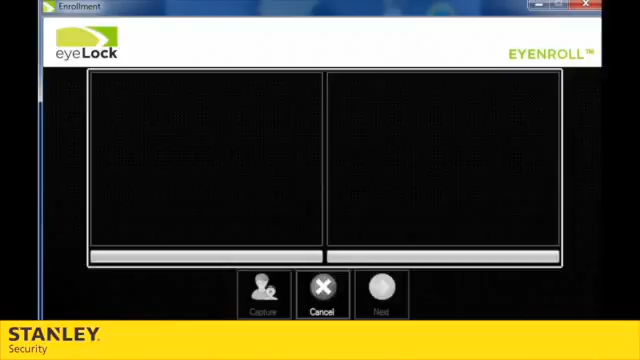 Enrollment
eyeLock
EYENROLL™
Capture
Cancel
Next
STANLEY
Security